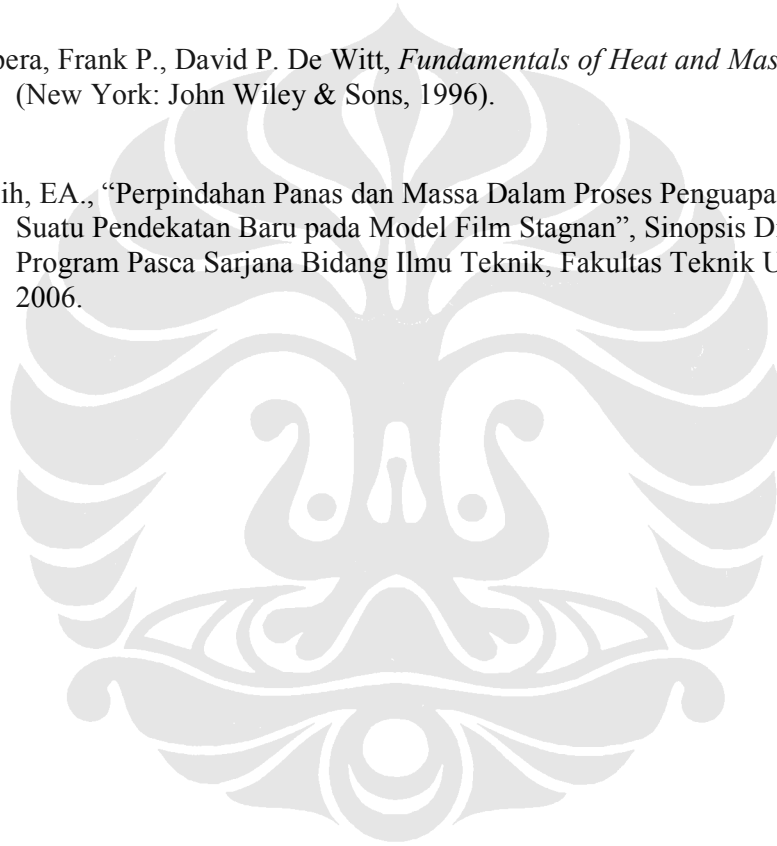 pera, Frank P., David P. De Witt, Fundamentals of Heat and Mas
(New York: John Wiley & Sons, 1996).
ih, EA., “Perpindahan Panas dan Massa Dalam Proses Penguapa
Suatu Pendekatan Baru pada Model Film Stagnan”, Sinopsis Di
Program Pasca Sarjana Bidang Ilmu Teknik, Fakultas Teknik U
2006.